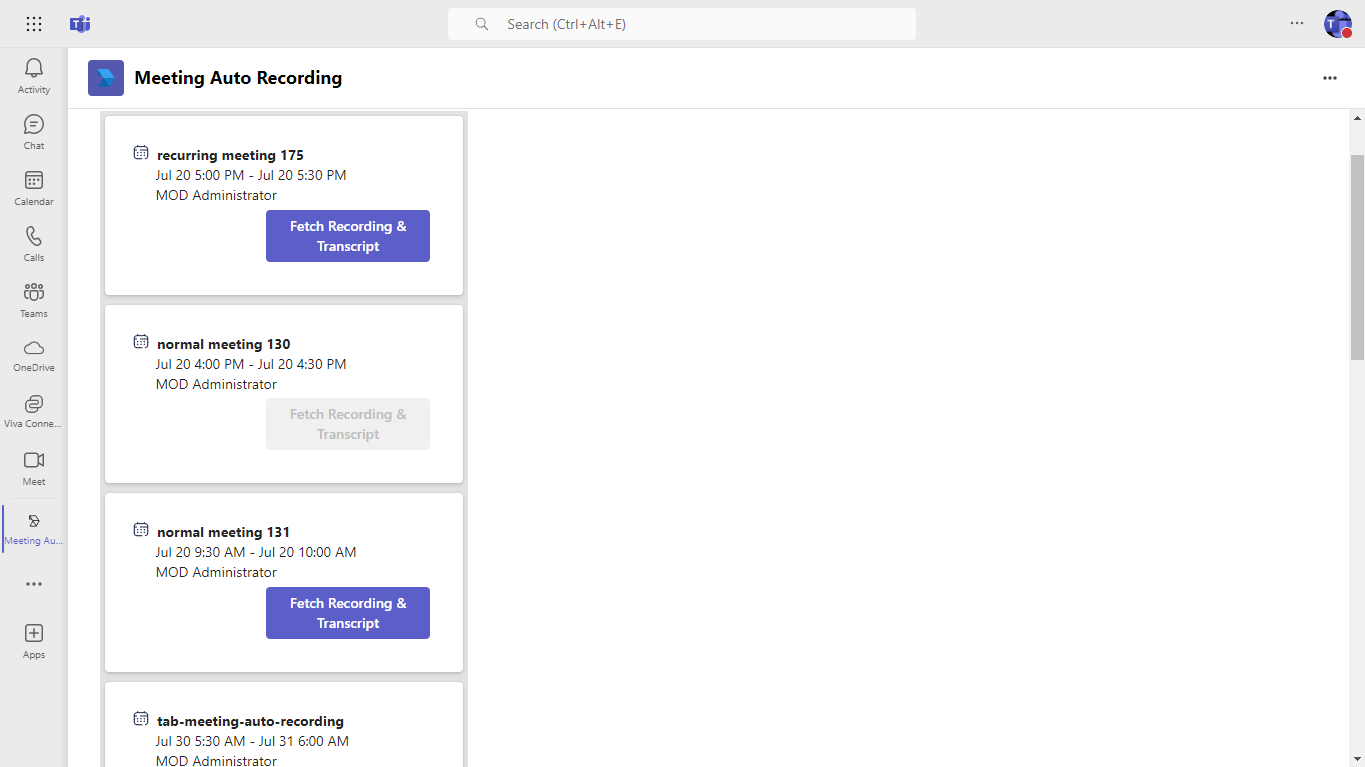 Search (Ctrl+Alt+E)
Meeting Auto Recording
Activity
Chat
Calendar
Calls
Teams
OneDrive
Viva Conne...
Meet
Meeting Au...
Apps
recurring meeting 175
Jul 20 5:00 PM - Jul 20 5:30 PM
MOD Administrator
Fetch Recording &
Transcript
normal meeting 130
Jul 20 4:00 PM - Jul 20 4:30 PM
MOD Administrator
Fetch Recording &
Transcript
normal meeting 131
Jul 20 9:30 AM - Jul 20 10:00 AM
MOD Administrator
Fetch Recording &
Transcript
tab-meeting-auto-recording
Jul 30 5:30 AM - Jul 31 6:00 AM
MOD Administrator